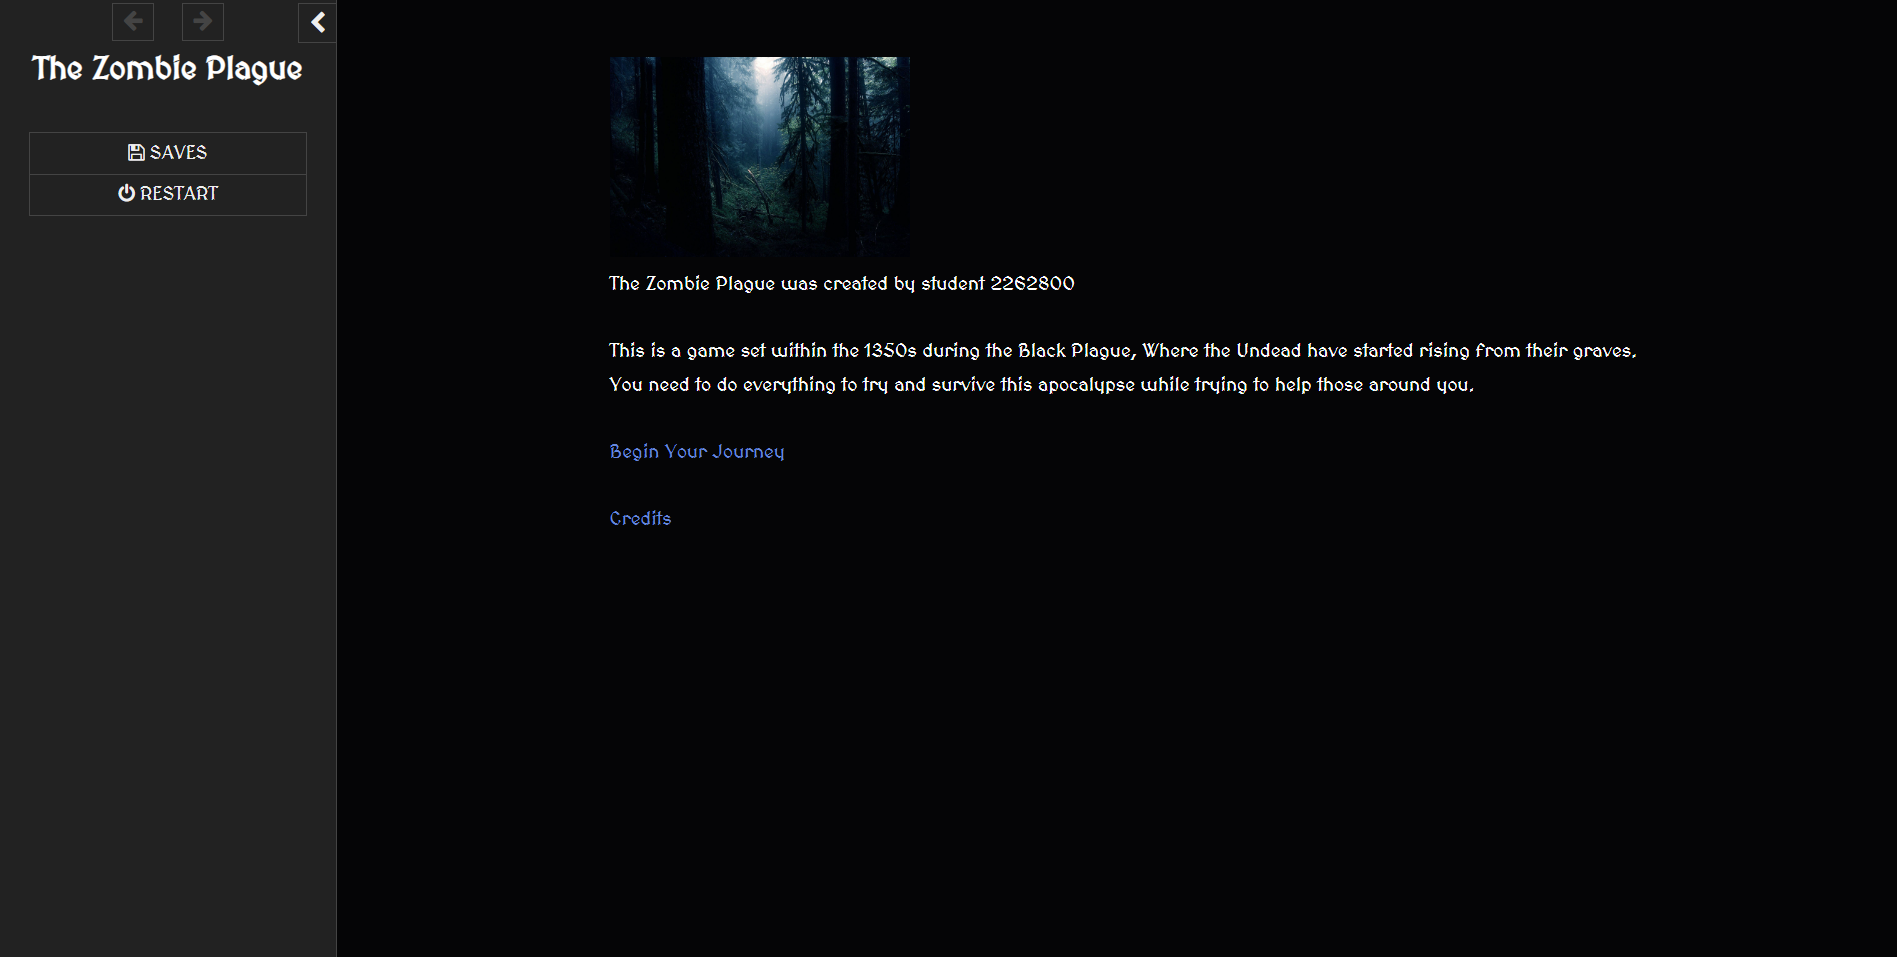 The Zombie Plague
SAVES
RESTART
The Zombie Plague was created by student 2262800
This is a game set within the 1350s during the Black Plague, Where the Undead have started rising from their graves.
You need to do everything to try and survive this apocalypse while trying to help those around you.
Begin Your Journey
Credits